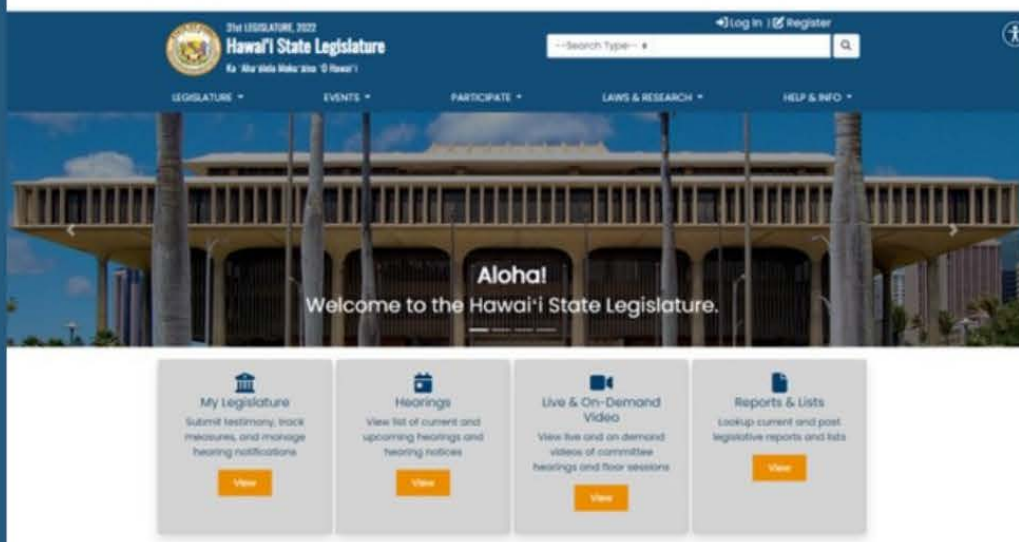 31st LEGISLATURE, 2022
Hawai'i State Legislature
Log In | Register
--Search Type--
LEGISLATURE
EVENTS
PARTICIPATE
LAWS & RESEARCH
HELP & INFO
Aloha!
Welcome to the Hawaiʻi State Legislature.
My Legislature
Submit testimony, track
measures, and manage
hearing notifications
View
Hearings
View list of current and
upcoming hearings and
hearing notices
View
Live & On-Demand
Video
View live and on demand
videos of committee
hearings and floor sessions
View
Reports & Lists
Lookup current and past
legislative reports and lists
View